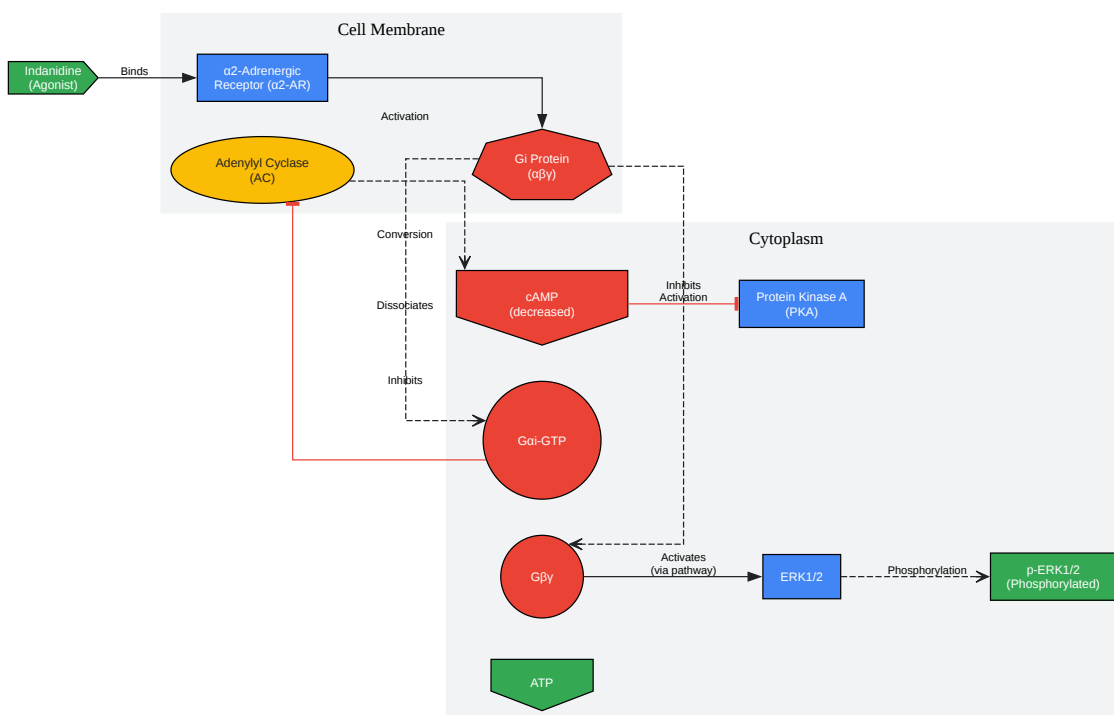 Cell Membrane
Indanidine
(Agonist)
Binds
α2-Adrenergic
Receptor (α2-AR)
Activation
Adenylyl Cyclase
(AC)
Gi Protein
(αβγ)
Conversion
Cytoplasm
Dissociates
cAMP
(decreased)
Inhibits
Activation
Protein Kinase A
(PKA)
Inhibits
Gαi-GTP
Gβγ
Activates
(via pathway)
ERK1/2
Phosphorylation
p-ERK1/2
(Phosphorylated)
ATP